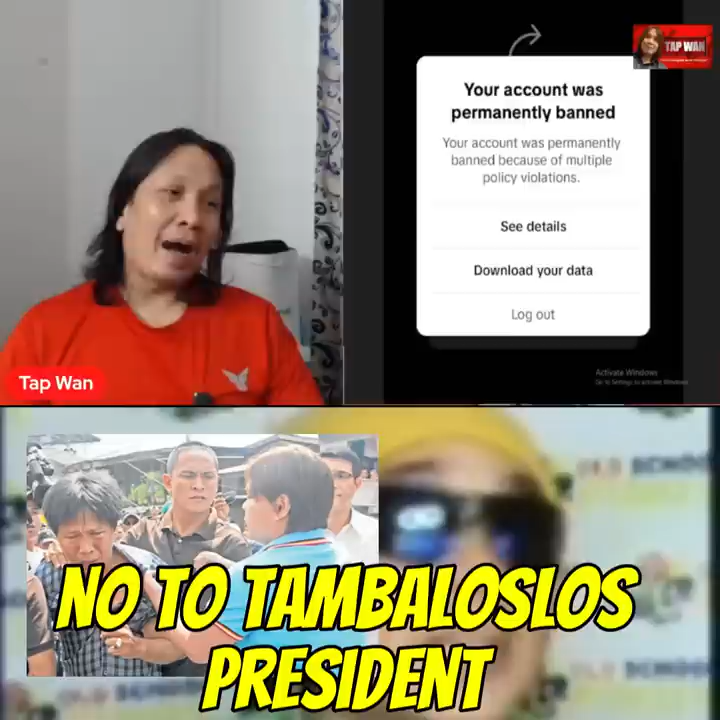 TAP WAN
Your account was
permanently banned
Your account was permanently
banned because of multiple
policy violations.
See details
Download your data
Log out
Activate Windows
Go to Settings to activate Windows.
Tap Wan
OLD SCHOOL
NO TO TAMBALOSLOS
PRESIDENT